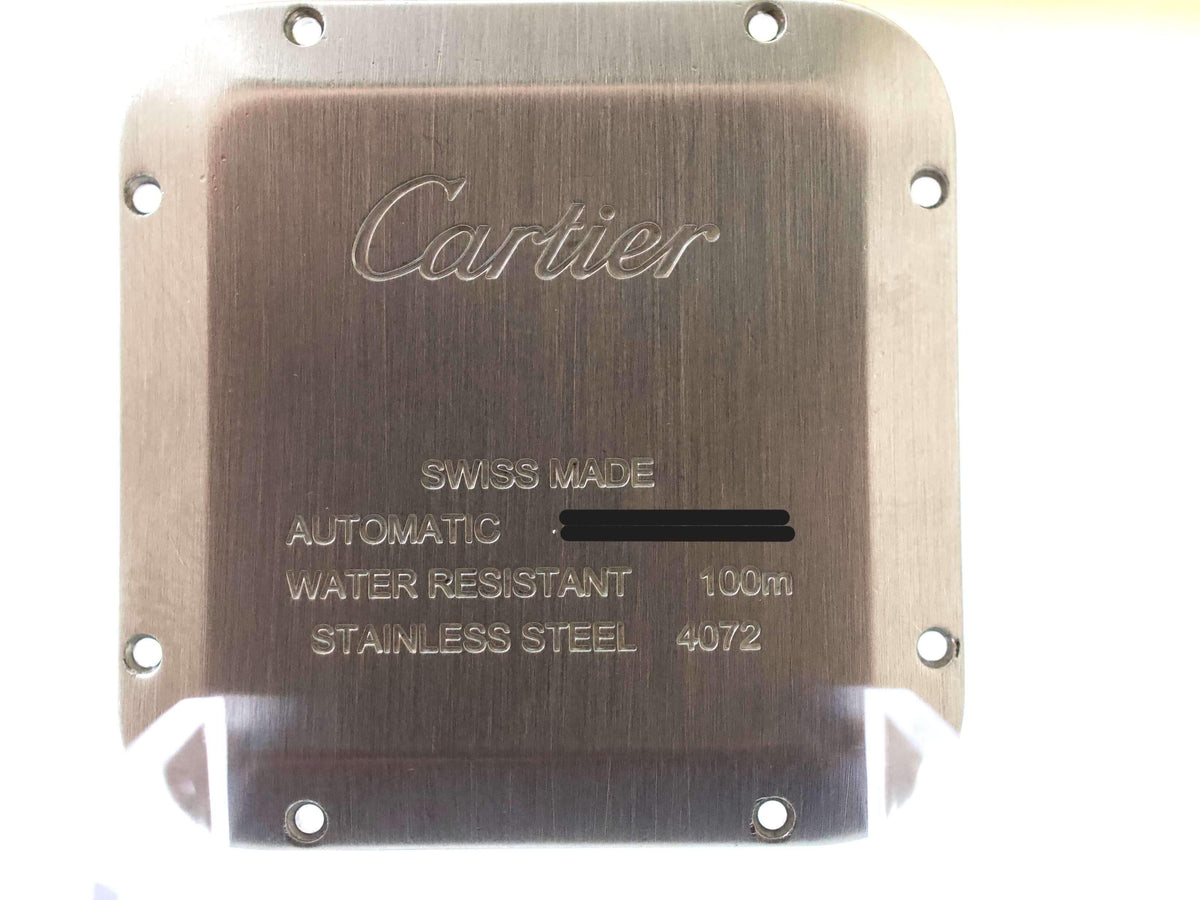 Cartier
SWISS MADE
AUTOMATIC
WATER RESISTANT 100m
STAINLESS STEEL 4072